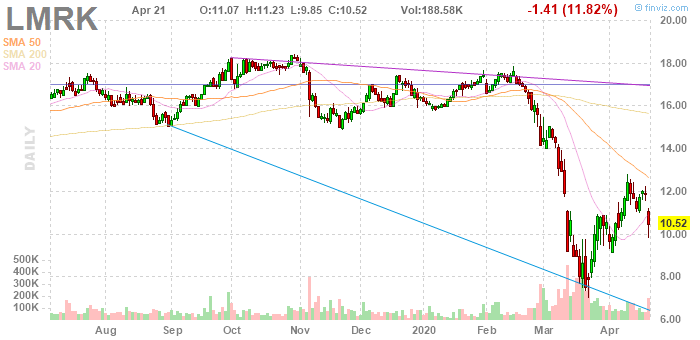 © finviz.com
LMRK Apr 21 O:11.07 H:11.23 L:9.85 C:10.52 Vol:188.58K -1.41 (11.82%)
SMA 50
SMA 200
SMA 20
DAILY
20.00
18.00
16.00
14.00
12.00
10.52
10.00
8.00
6.00
500K
400K
300K
200K
100K
Aug Sep Oct Nov Dec 2020 Feb Mar Apr